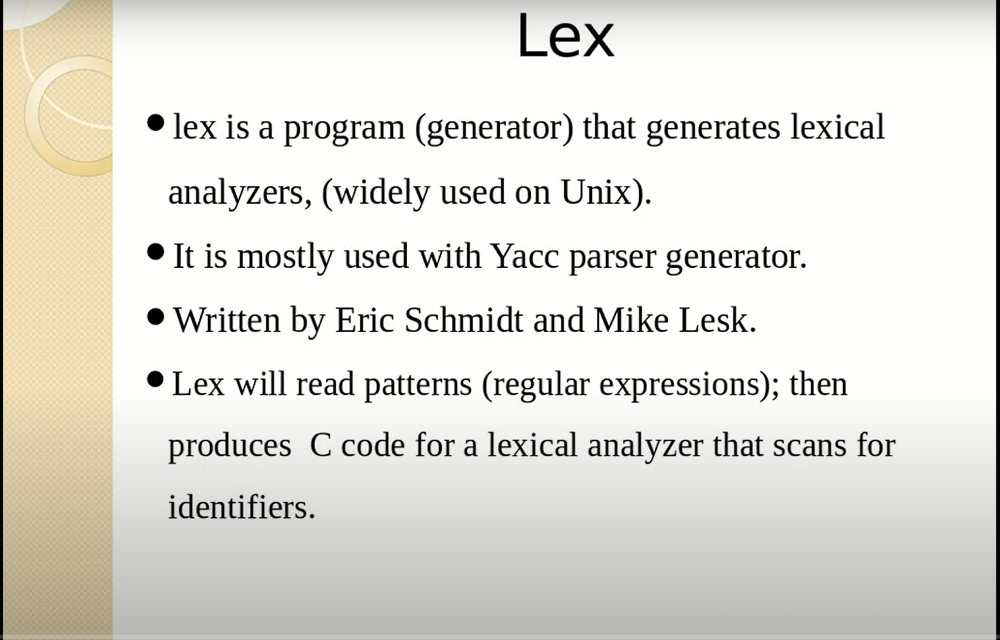 Lex
• lex is a program (generator) that generates lexical
analyzers, (widely used on Unix).
• It is mostly used with Yacc parser generator.
• Written by Eric Schmidt and Mike Lesk.
• Lex will read patterns (regular expressions); then
produces  C code for a lexical analyzer that scans for
identifiers.